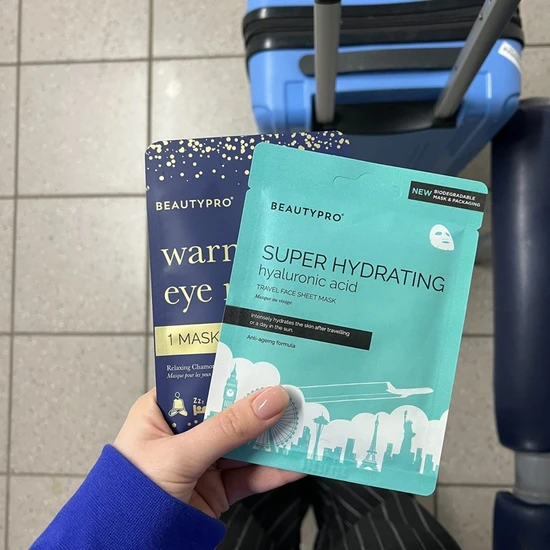 BEAUTYPRO®
warm
eye
1 MASK
Relaxing Chamo
Masque pour les yeux
ZZ
NEW BIODEGRADABLE
MASK & PACKAGING
BEAUTYPRO®
SUPER HYDRATING
hyaluronic acid
TRAVEL FACE SHEET MASK
Masque au visage
Intensely hydrates the skin after travelling
or a day in the sun.
Anti-ageing formula